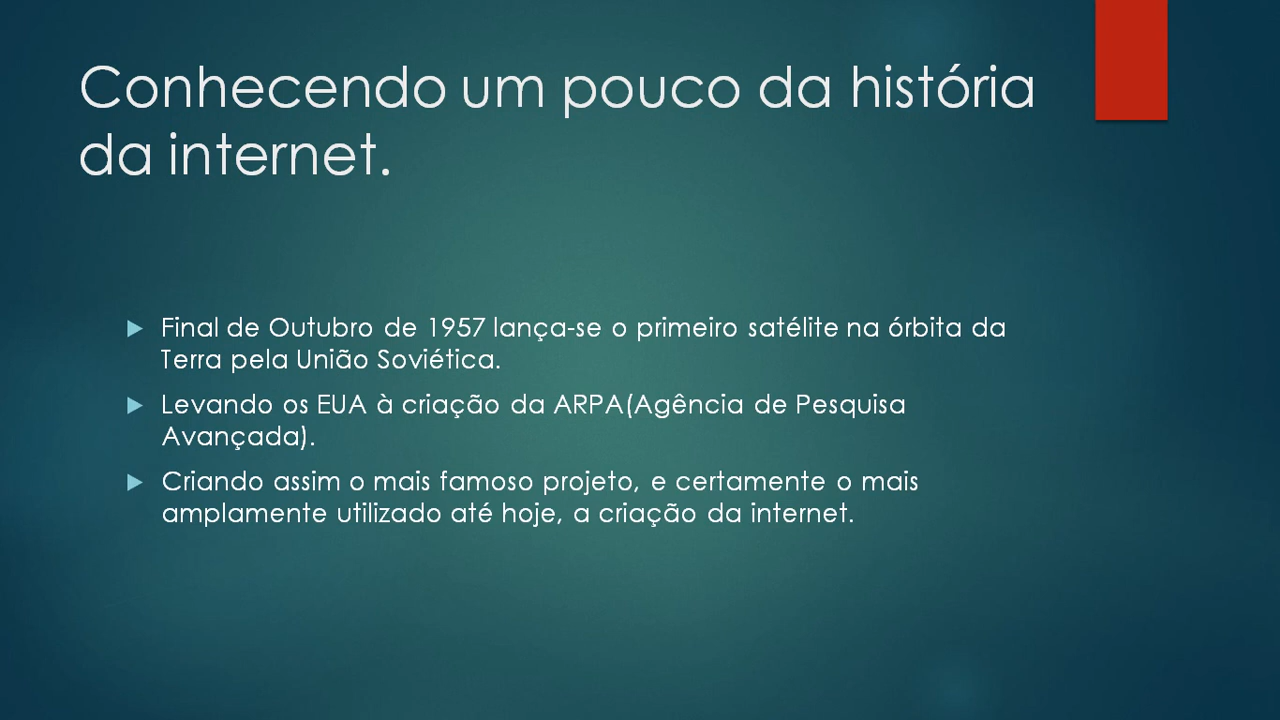 Conhecendo um pouco da história
da internet.
Final de Outubro de 1957 lança-se o primeiro satélite na órbita da
Terra pela União Soviética.
Levando os EUA à criação da ARPA(Agência de Pesquisa
Avançada).
Criando assim o mais famoso projeto, e certamente o mais
amplamente utilizado até hoje, a criação da internet.